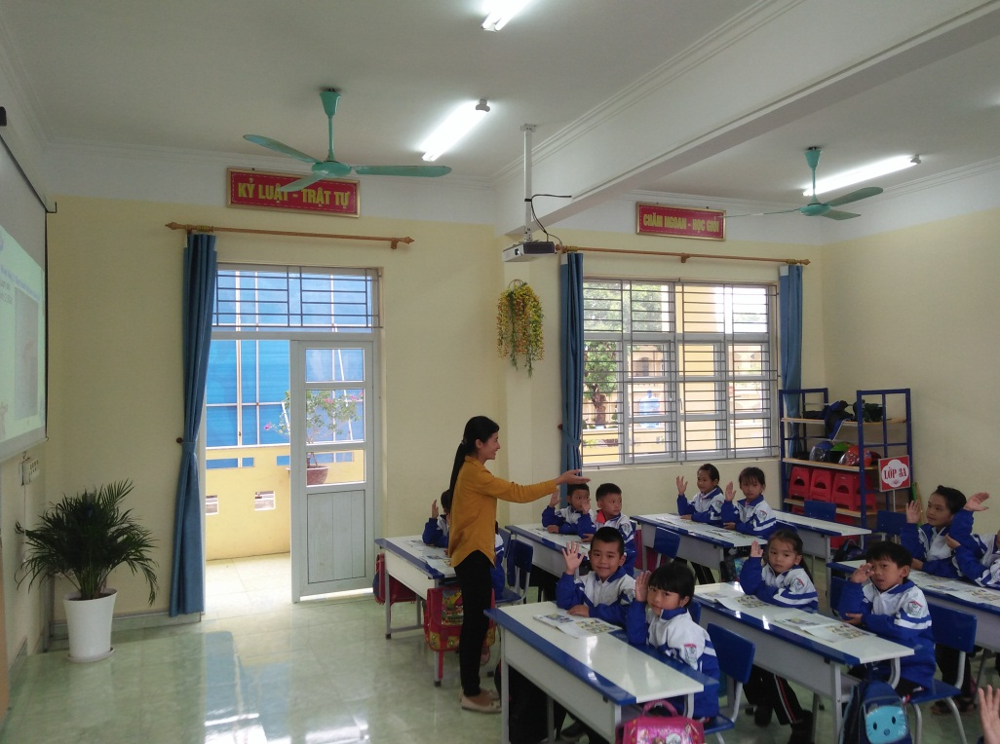 KỶ LUẬT - TRẬT TỰ
CHĂM NGOAN - HỌC GIỎI
LỚP 3A